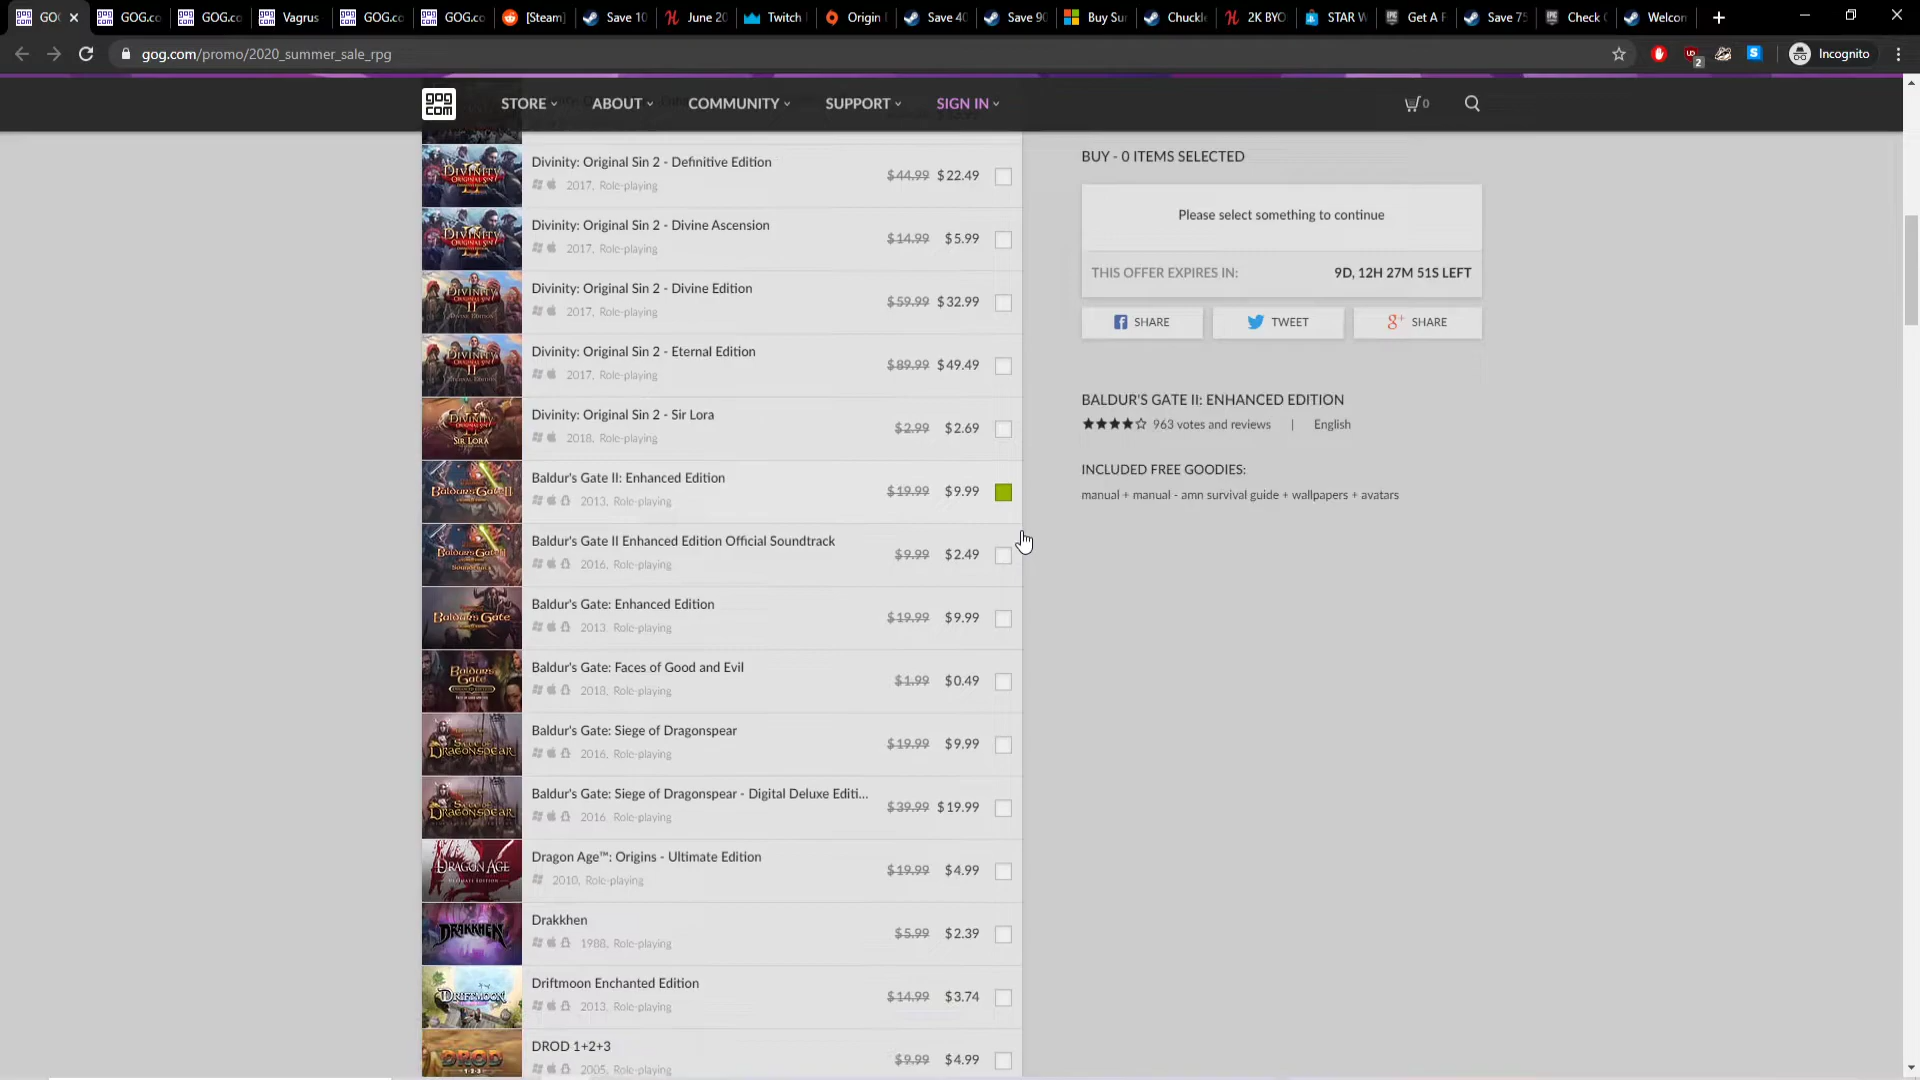 GOG
GOG.co
GOG.co
Vagrus
GOG.co
GOG.co
[Steam]
Save 10
June 20
Twitch
Origin
Save 40
Save 90
Buy Sur
Chuckle
2K BYO
STAR W
Get A F
Save 75
Check
Welcom
gog.com/promo/2020_summer_sale_rpg
2
Incognito
gog com
STORE
ABOUT
COMMUNITY
SUPPORT
SIGN IN
0
Divinity: Original Sin 2 - Definitive Edition
$44.99 $22.49
2017, Role-playing
Divinity: Original Sin 2 - Divine Ascension
$14.99 $5.99
2017, Role-playing
Divinity: Original Sin 2 - Divine Edition
$59.99 $32.99
2017, Role-playing
Divinity: Original Sin 2 - Eternal Edition
$89.99 $49.49
2017, Role-playing
Divinity: Original Sin 2 - Sir Lora
$2.99 $2.69
2018, Role-playing
Baldur's Gate II: Enhanced Edition
$19.99 $9.99
2013, Role-playing
Baldur's Gate II Enhanced Edition Official Soundtrack
$9.99 $2.49
2016, Role-playing
Baldur's Gate: Enhanced Edition
$19.99 $9.99
2013, Role-playing
Baldur's Gate: Faces of Good and Evil
$1.99 $0.49
2018, Role-playing
Baldur's Gate: Siege of Dragonspear
$19.99 $9.99
2016, Role-playing
Baldur's Gate: Siege of Dragonspear - Digital Deluxe Editi...
$39.99 $19.99
2016, Role-playing
Dragon Age™: Origins - Ultimate Edition
$19.99 $4.99
2010, Role-playing
Drakkhen
$5.99 $2.39
1988, Role-playing
Driftmoon Enchanted Edition
$14.99 $3.74
2013, Role-playing
DROD 1+2+3
$9.99 $4.99
2005, Role-playing
BUY - 0 ITEMS SELECTED
Please select something to continue
THIS OFFER EXPIRES IN: 9D, 12H 27M 51S LEFT
SHARE
TWEET
SHARE
BALDUR'S GATE II: ENHANCED EDITION
963 votes and reviews | English
INCLUDED FREE GOODIES:
manual + manual - amn survival guide + wallpapers + avatars